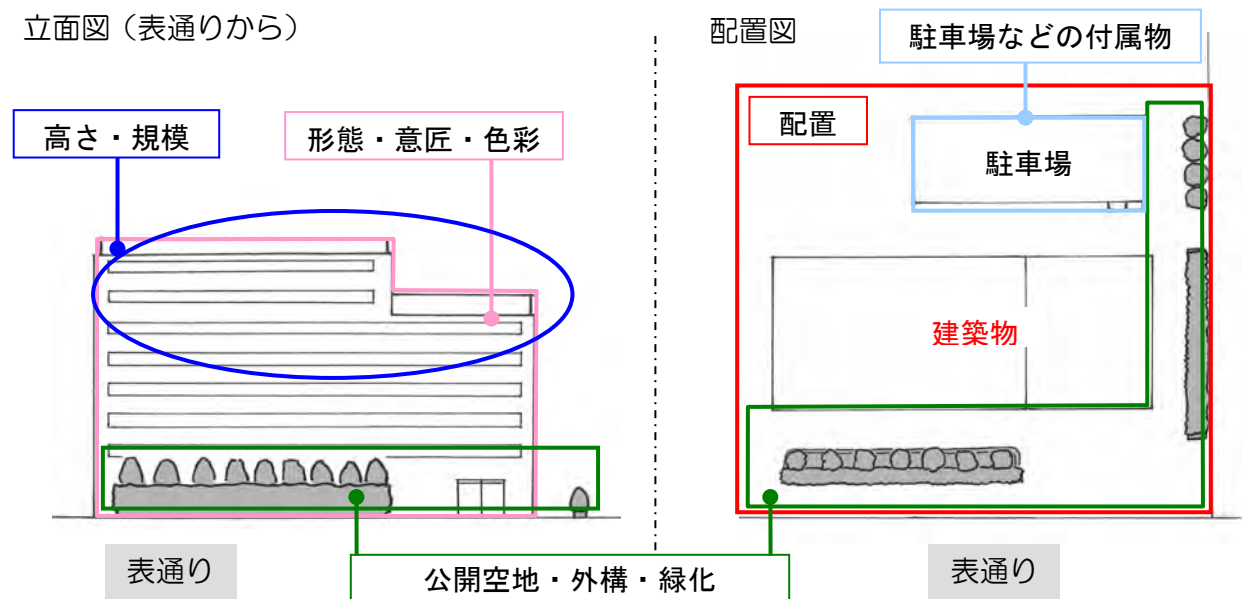 立面図（表通りから）
配置図
駐車場などの付属物
高さ・規模
形態・意匠・色彩
配置
駐車場
建築物
表通り
公開空地・外構・緑化
表通り